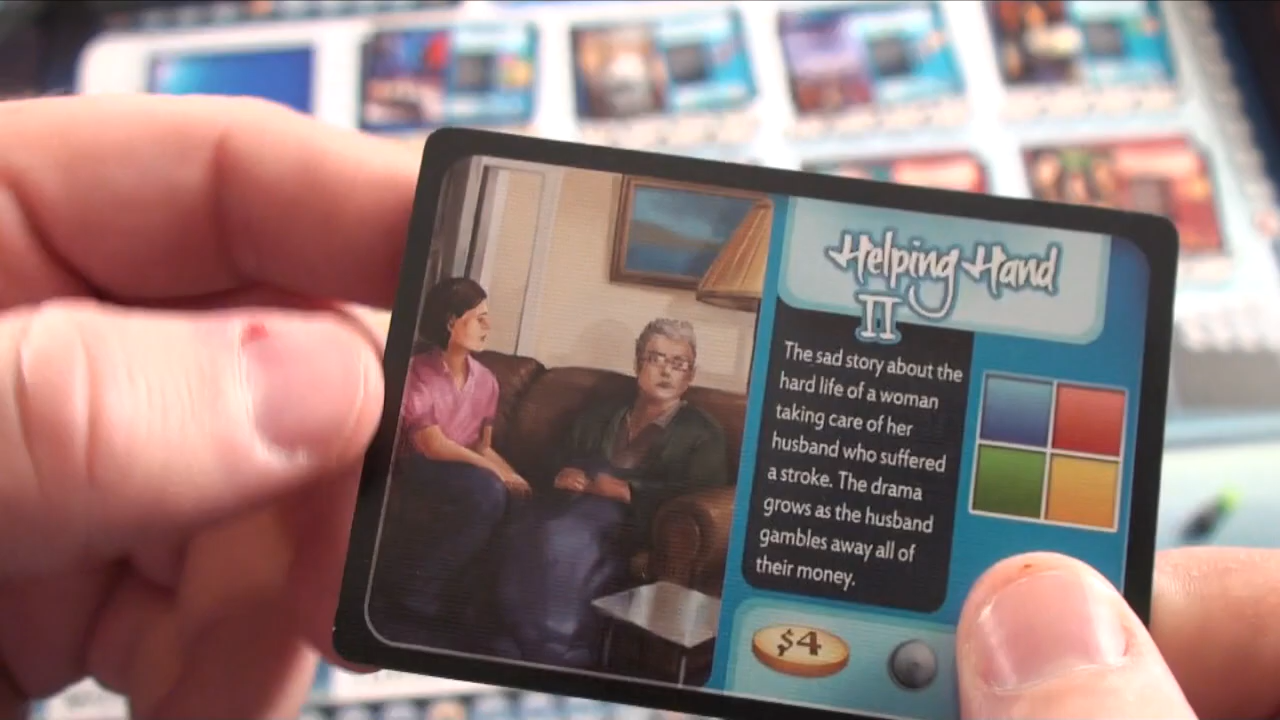 Helping Hand
II
The sad story about the
hard life of a woman
taking care of her
husband who suffered
a stroke. The drama
grows as the husband
gambles away all of
their money.
$4